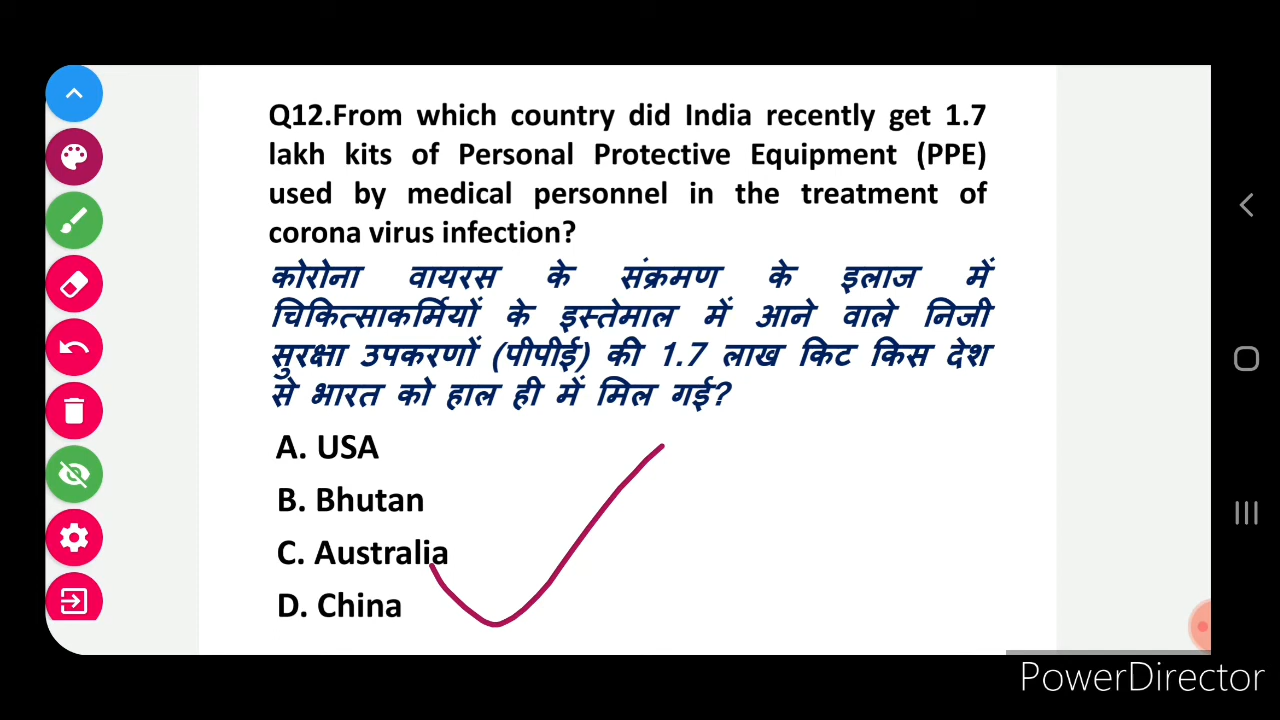 Q12.From which country did India recently get 1.7
lakh kits of Personal Protective Equipment (PPE)
used by medical personnel in the treatment of
corona virus infection?
कोरोना वायरस के संक्रमण के इलाज में
चिकित्साकर्मियों के इस्तेमाल में आने वाले निजी
सुरक्षा उपकरणों (पीपीई) की 1.7 लाख किट किस देश
से भारत को हाल ही में मिल गई?
A. USA
B. Bhutan
C. Australia
D. China
PowerDirector